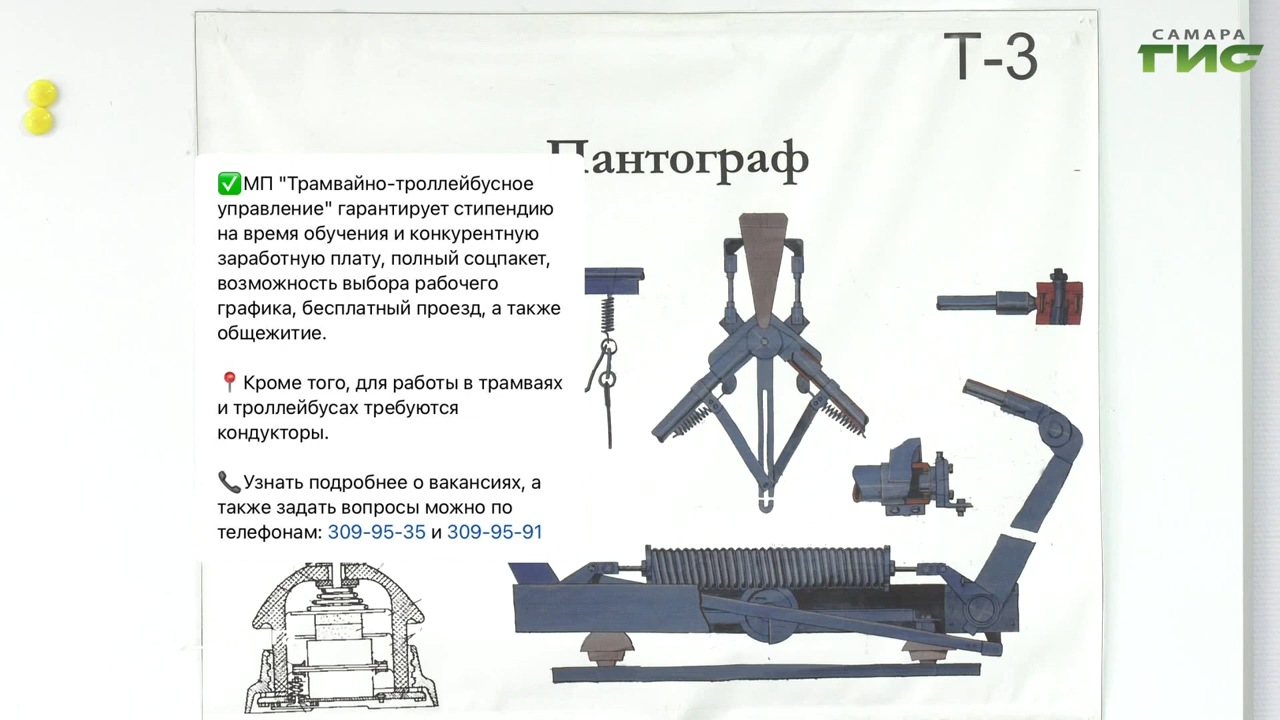 САМАРА
ГИС
Т-3
Пантограф
✅МП "Трамвайно-троллейбусное
управление" гарантирует стипендию
на время обучения и конкурентную
заработную плату, полный соцпакет,
возможность выбора рабочего
графика, бесплатный проезд, а также
общежитие.
📍Кроме того, для работы в трамваях
и троллейбусах требуются
кондукторы.
📞Узнать подробнее о вакансиях, а
также задать вопросы можно по
телефонам: 309-95-35 и 309-95-91